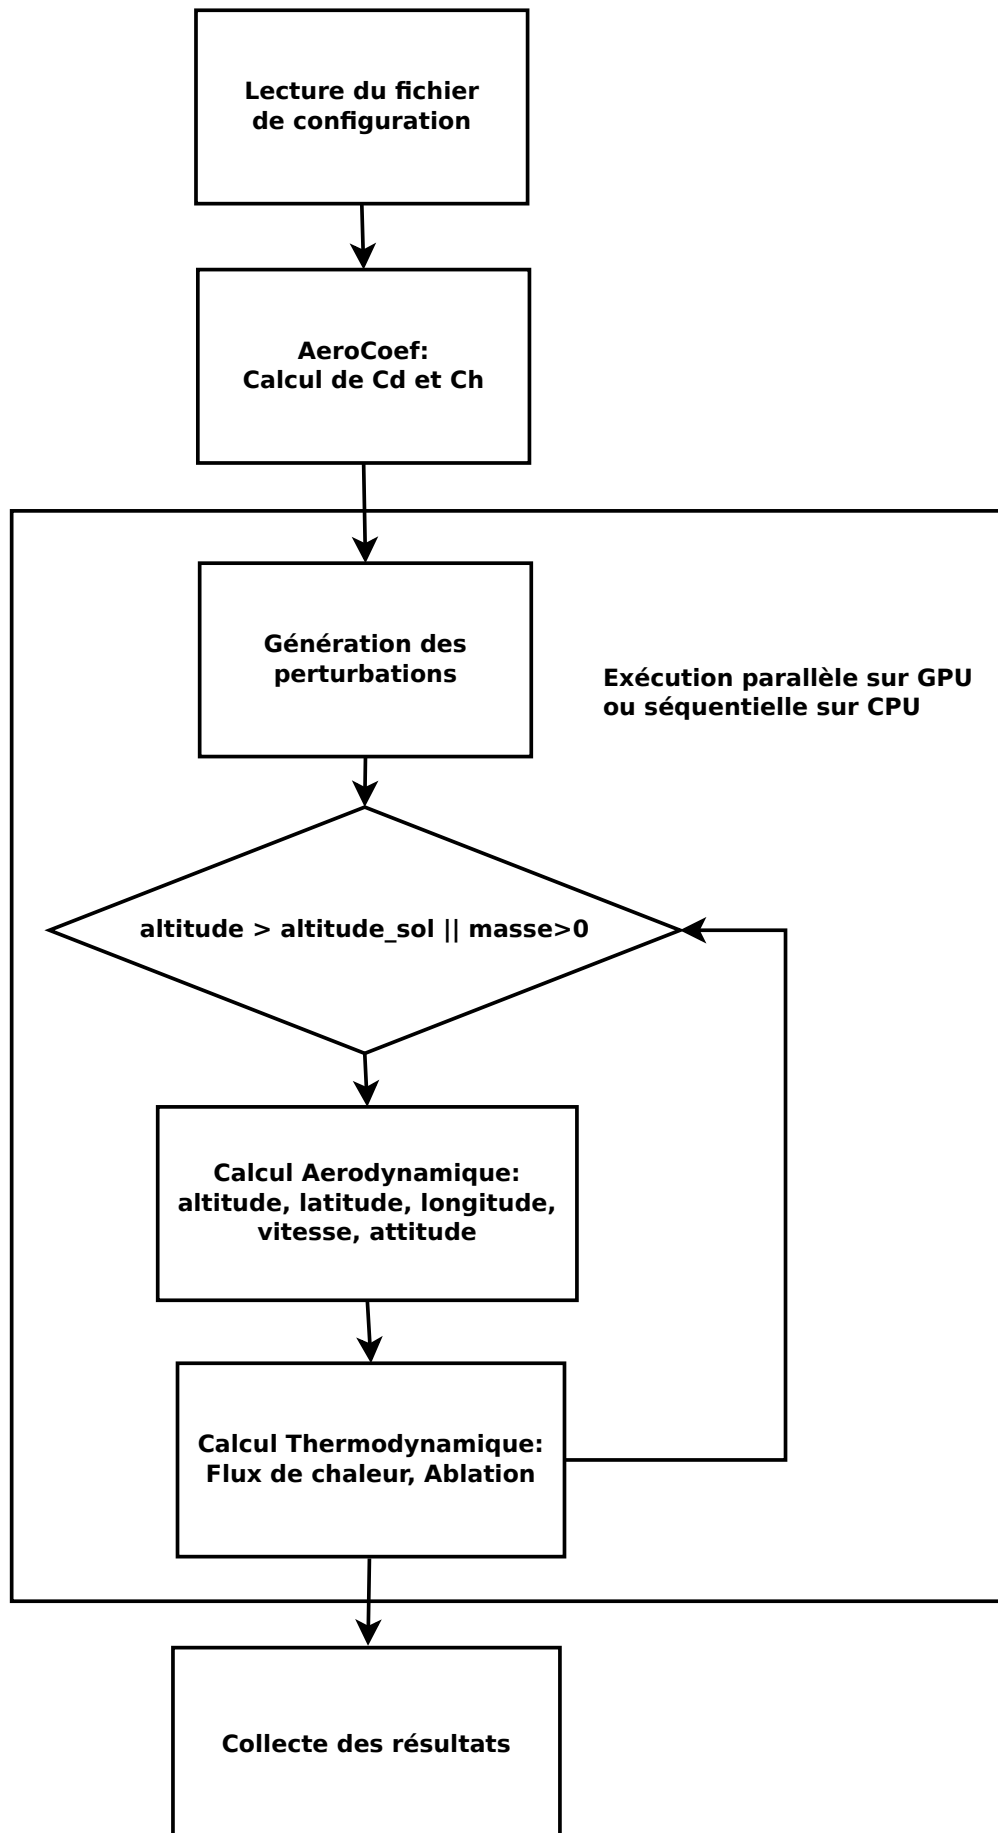 Lecture du fichier
de configuration
AeroCoef:
Calcul de Cd et Ch
Génération des
perturbations
Exécution parallèle sur GPU
ou séquentielle sur CPU
altitude > altitude_sol || masse>0
Calcul Aerodynamique:
altitude, latitude, longitude,
vitesse, attitude
Calcul Thermodynamique:
Flux de chaleur, Ablation
Collecte des résultats